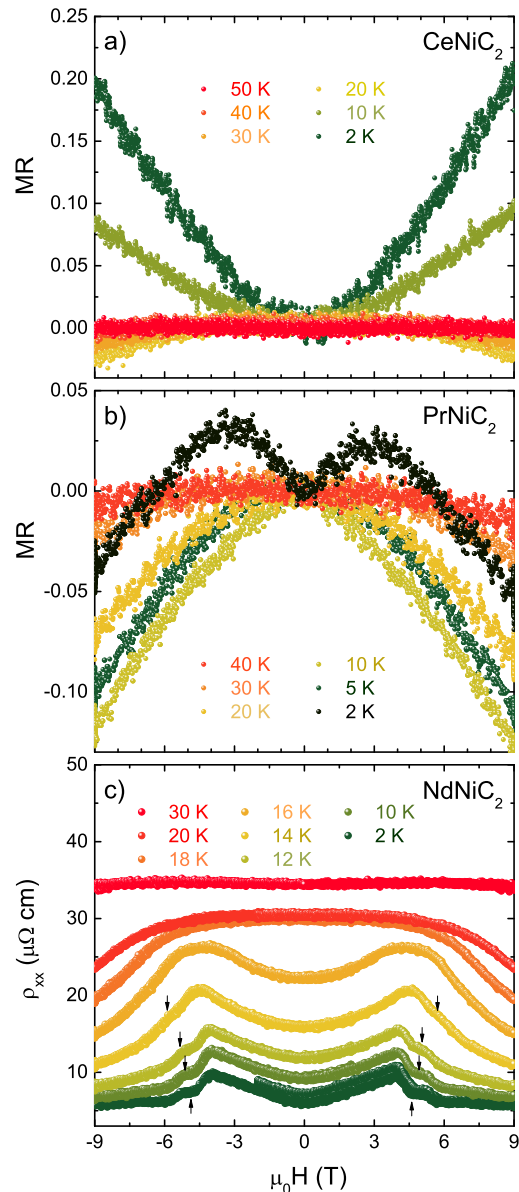 a) CeNiC2
0.25
0.20
0.15
0.10
0.05
0.00
MR
50 K 20 K
40 K 10 K
30 K 2 K
b) PrNiC2
0.05
0.00
-0.05
-0.10
MR
40 K 10 K
30 K 5 K
20 K 2 K
c) NdNiC2
50
40
30
20
10
ρxx (μΩ cm)
30 K 16 K 10 K
20 K 14 K 2 K
18 K 12 K
-9 -6 -3 0 3 6 9
μ0H (T)